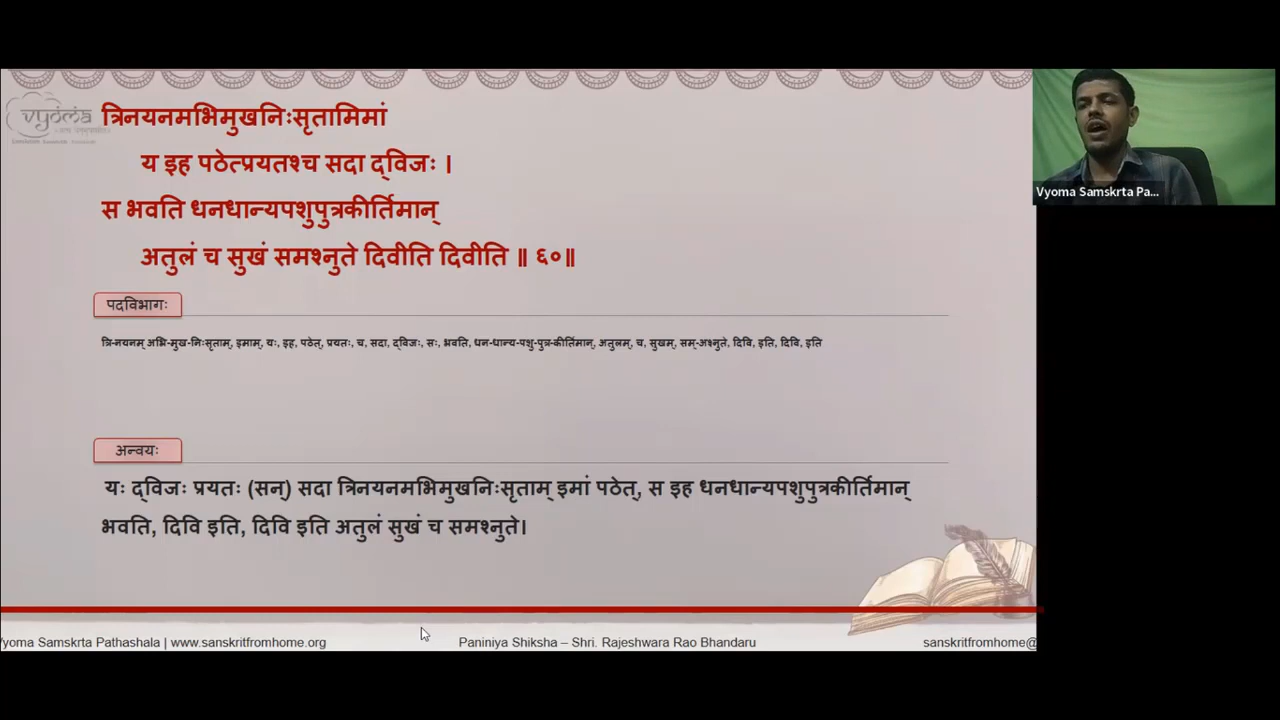 vyoma
त्रिनयनमभिमुखनिःसृतामिमां
य इह पठेत्प्रयतश्च सदा द्विजः ।
स भवति धनधान्यपशुपुत्रकीर्तिमान्
अतुलं च सुखं समश्नुते दिवीति दिवीति ॥ ६०॥
पदविभागः
त्रि-नयनम् अभि-मुख-निःसृताम्, इमाम्, यः, इह, पठेत्, प्रयतः, च, सदा, द्विजः, सः, भवति, धन-धान्य-पशु-पुत्र-कीर्तिमान्, अतुलम्, च, सुखम्, सम्-अश्नुते, दिवि, इति, दिवि, इति
अन्वयः
यः द्विजः प्रयतः (सन्) सदा त्रिनयनमभिमुखनिःसृताम् इमां पठेत्, स इह धनधान्यपशुपुत्रकीर्तिमान्
भवति, दिवि इति, दिवि इति अतुलं सुखं च समश्नुते।
Vyoma Samskrta Pa...
yoma Samskrta Pathashala | www.sanskritfromhome.org
Paniniya Shiksha – Shri. Rajeshwara Rao Bhandaru
sanskritfromhome@